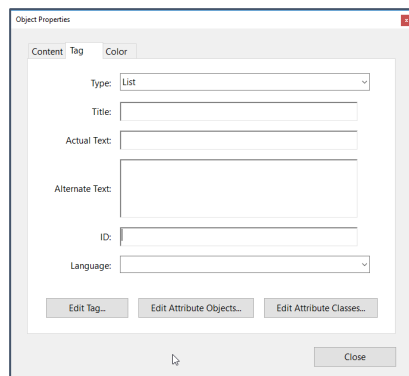 Object Properties
x
Content Tag Color
Type: List
Title:
Actual Text:
Alternate Text:
ID:
Language:
Edit Tag... Edit Attribute Objects... Edit Attribute Classes...
Close